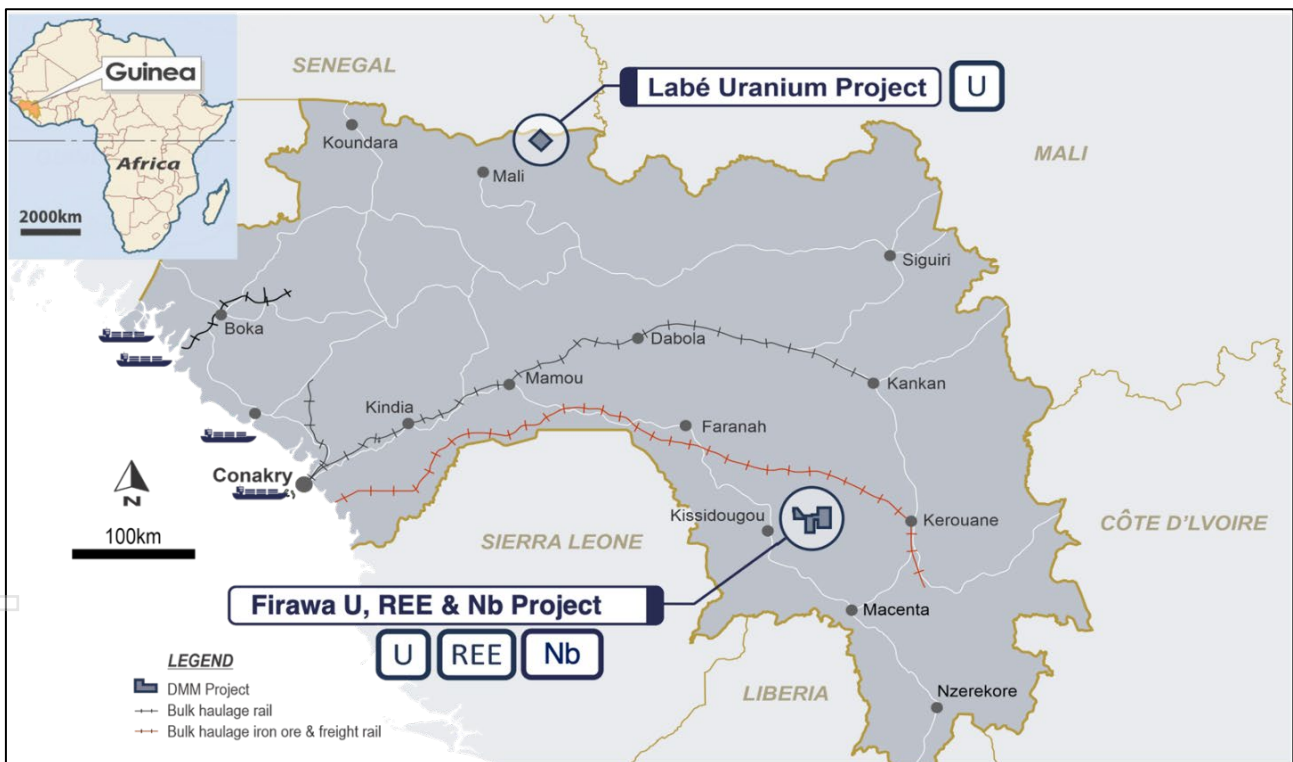 Guinea
Africa
2000km
SENEGAL
Labé Uranium Project
U
MALI
Koundara
Mali
Siguiri
Boka
Dabola
Mamou
Kankan
Kindia
Faranah
Conakry
N
100km
Kissidougou
Kerouane
SIERRA LEONE
CÔTE D'LVOIRE
Firawa U, REE & Nb Project
U
REE
Nb
Macenta
LIBERIA
Nzerekore
LEGEND
DMM Project
Bulk haulage rail
Bulk haulage iron ore & freight rail